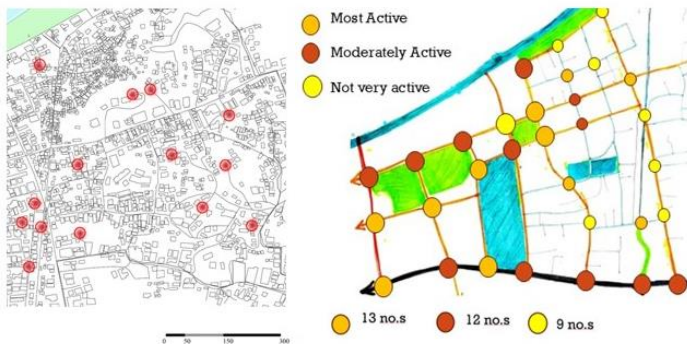 Most Active
Moderately Active
Not very active
13 no.s
12 no.s
9 no.s
0
50
150
300